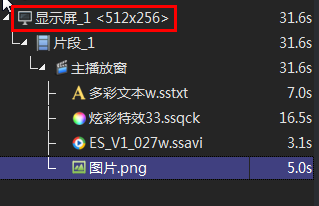 显示屏_1 <512x256> 31.6s
片段_1 31.6s
主播放窗 31.6s
多彩文本w.sstxt 7.0s
炫彩特效33.ssqck 16.5s
ES_V1_027w.ssavi 3.1s
图片.png 5.0s